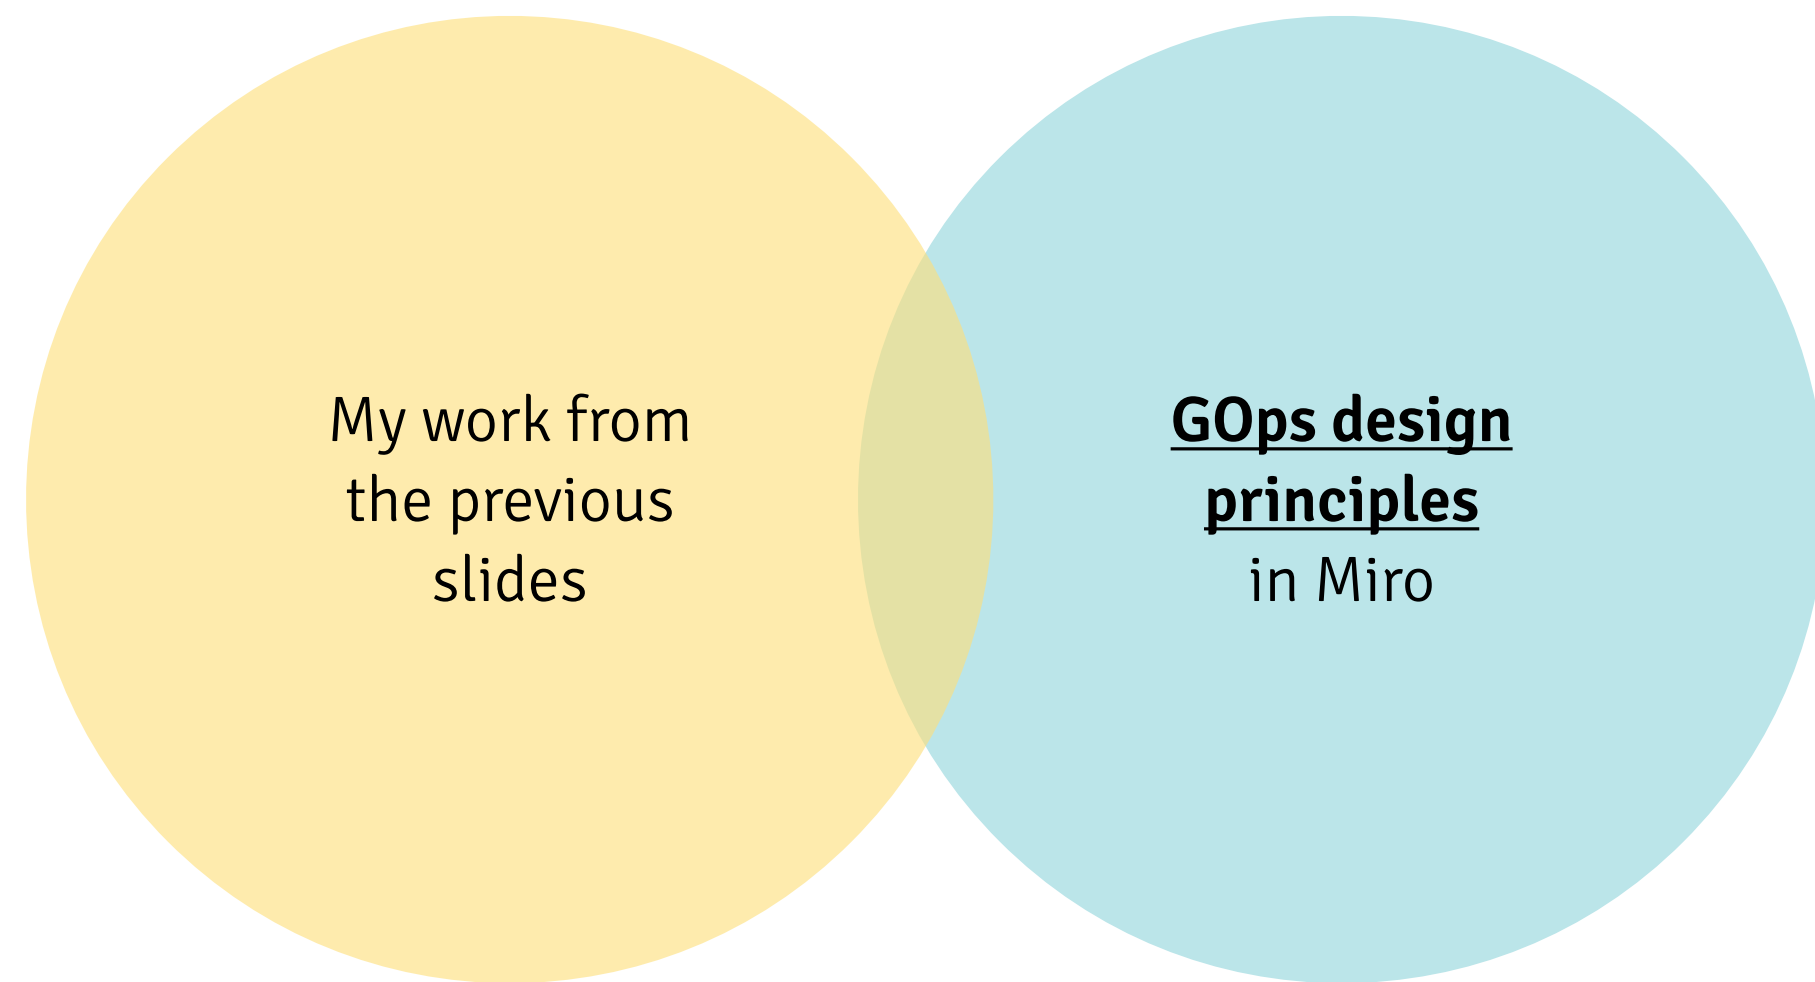 My work from
the previous
slides
GOps design
principles
in Miro